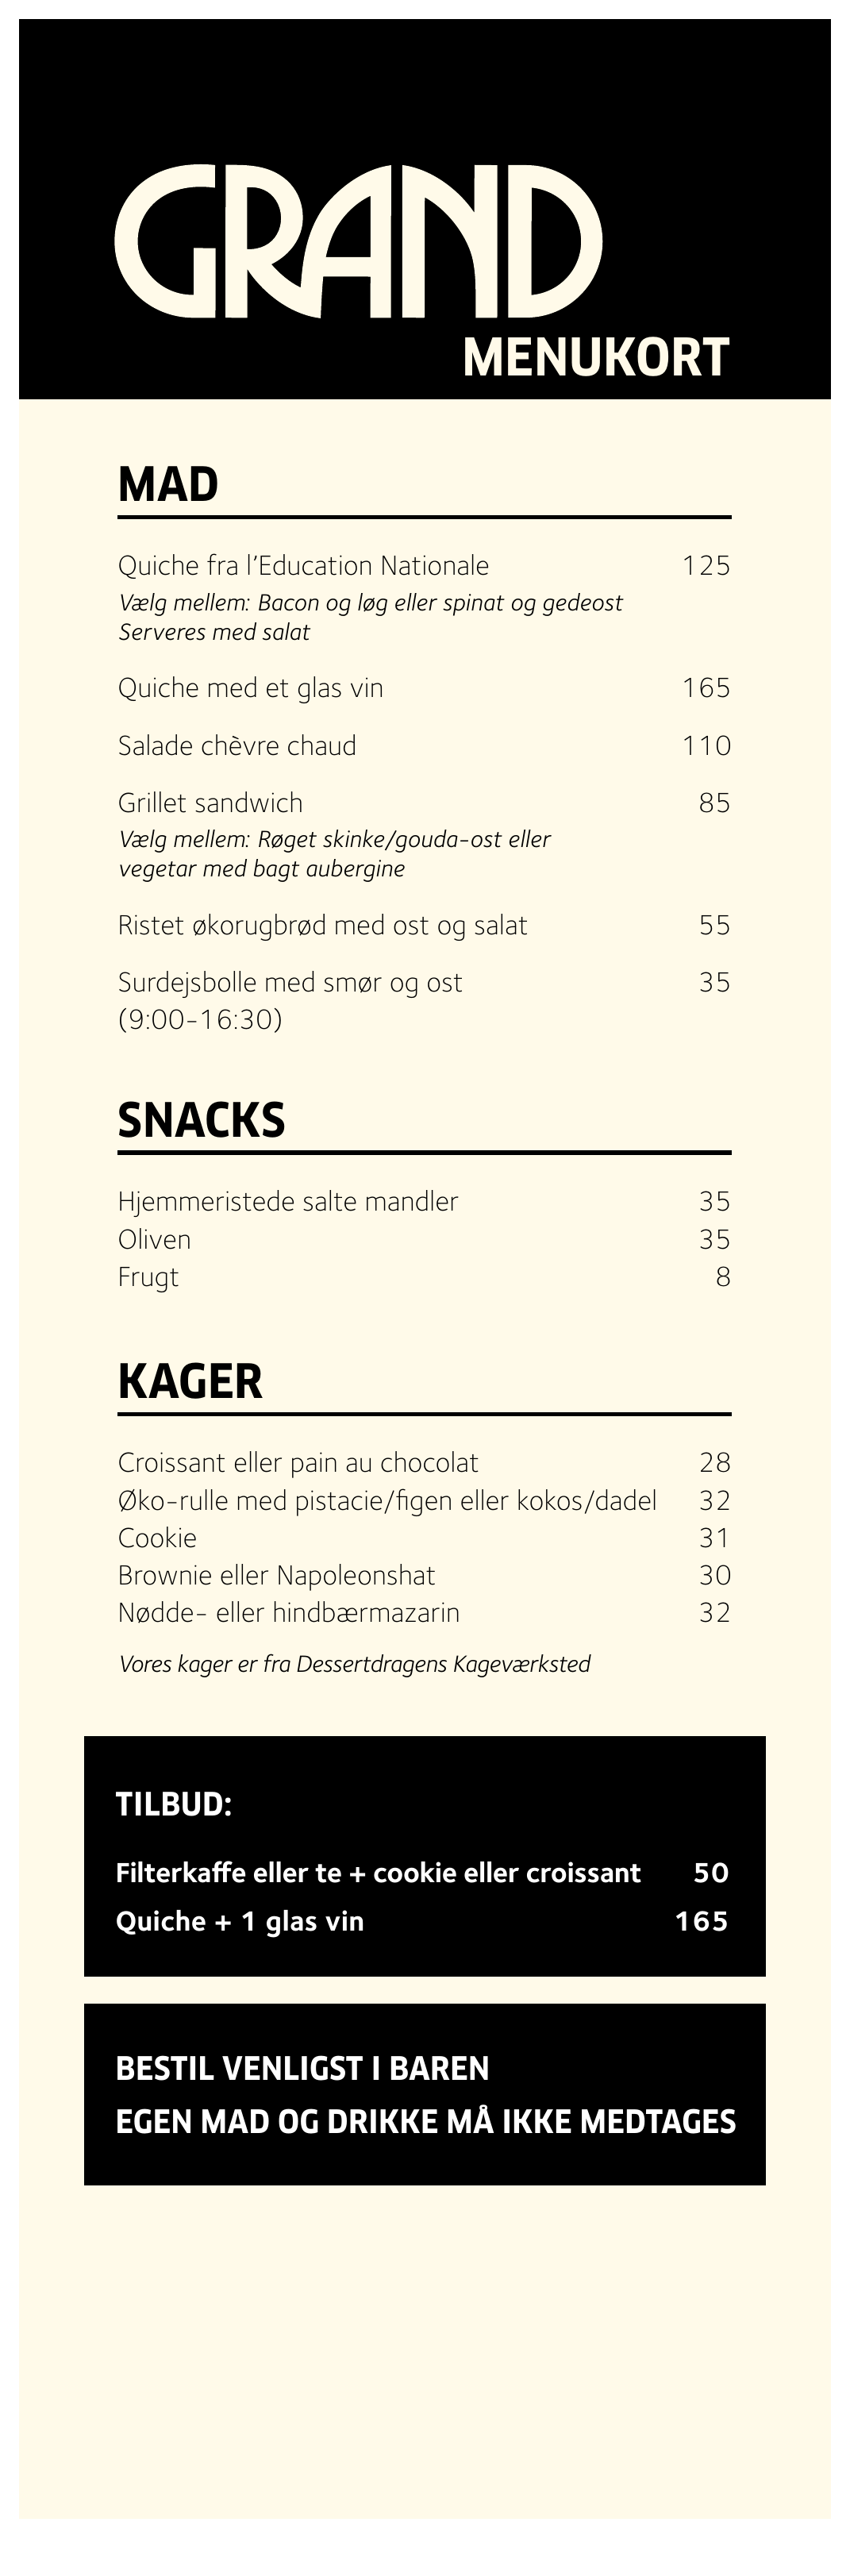 GRAND
MENUKORT
MAD
Quiche fra l’Education Nationale 125
Vælg mellem: Bacon og løg eller spinat og gedeost
Serveres med salat
Quiche med et glas vin 165
Salade chèvre chaud 110
Grillet sandwich 85
Vælg mellem: Røget skinke/gouda-ost eller
vegetar med bagt aubergine
Ristet økorugbrød med ost og salat 55
Surdejsbolle med smør og ost 35
(9:00-16:30)
SNACKS
Hjemmeristede salte mandler 35
Oliven 35
Frugt 8
KAGER
Croissant eller pain au chocolat 28
Øko-rulle med pistacie/figen eller kokos/dadel 32
Cookie 31
Brownie eller Napoleonshat 30
Nødde- eller hindbærmazarin 32
Vores kager er fra Dessertdragens Kageværksted
TILBUD:
Filterkaffe eller te + cookie eller croissant 50
Quiche + 1 glas vin 165
BESTIL VENLIGST I BAREN
EGEN MAD OG DRIKKE MÅ IKKE MEDTAGES